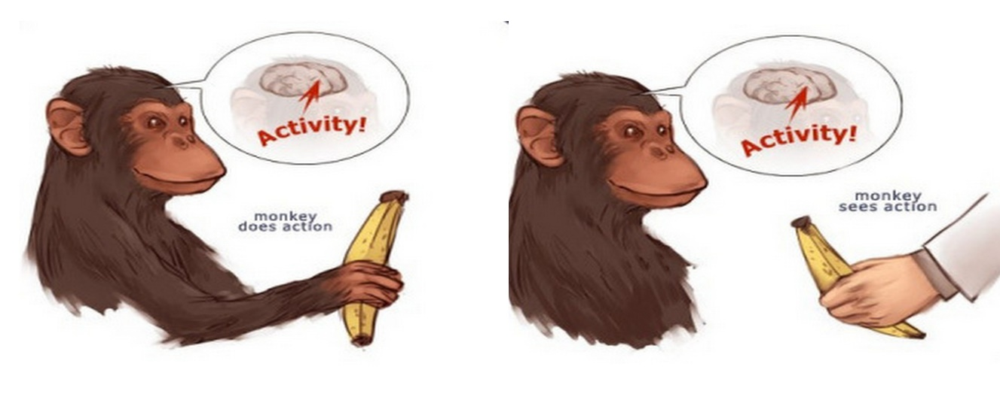 Activity!
monkey
does action
Activity!
monkey
sees action